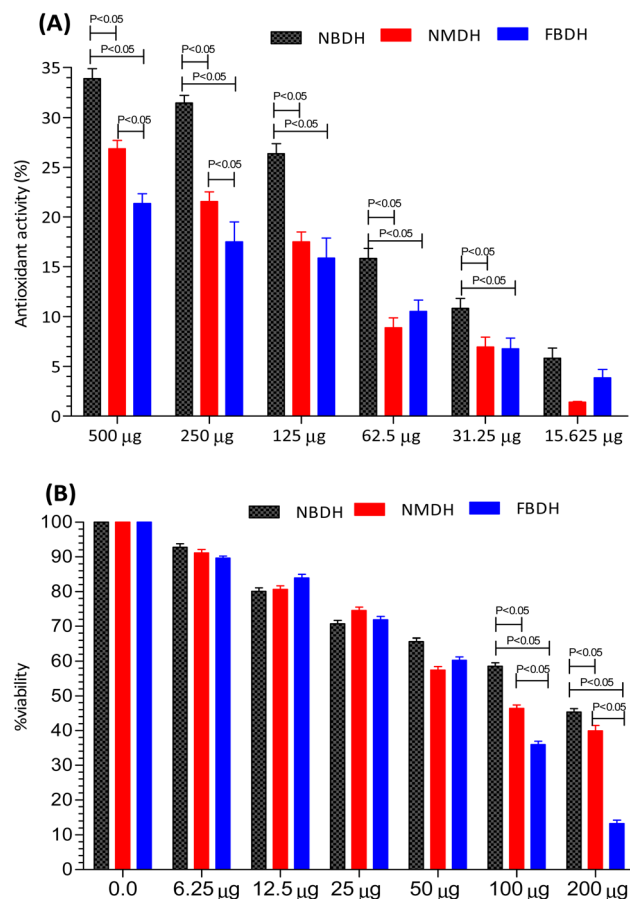 (A)
NBDH NMDH FBDH
P<0.05
P<0.05
P<0.05
P<0.05
P<0.05
P<0.05
P<0.05
P<0.05
P<0.05
P<0.05
P<0.05
P<0.05
Antioxidant activity (%)
35
30
25
20
15
10
5
0
500 µg 250 µg 125 µg 62.5 µg 31.25 µg 15.625 µg
(B)
NBDH NMDH FBDH
P<0.05
P<0.05
P<0.05
P<0.05
P<0.05
P<0.05
%viability
100
90
80
70
60
50
40
30
20
10
0
0.0 6.25 µg 12.5 µg 25 µg 50 µg 100 µg 200 µg